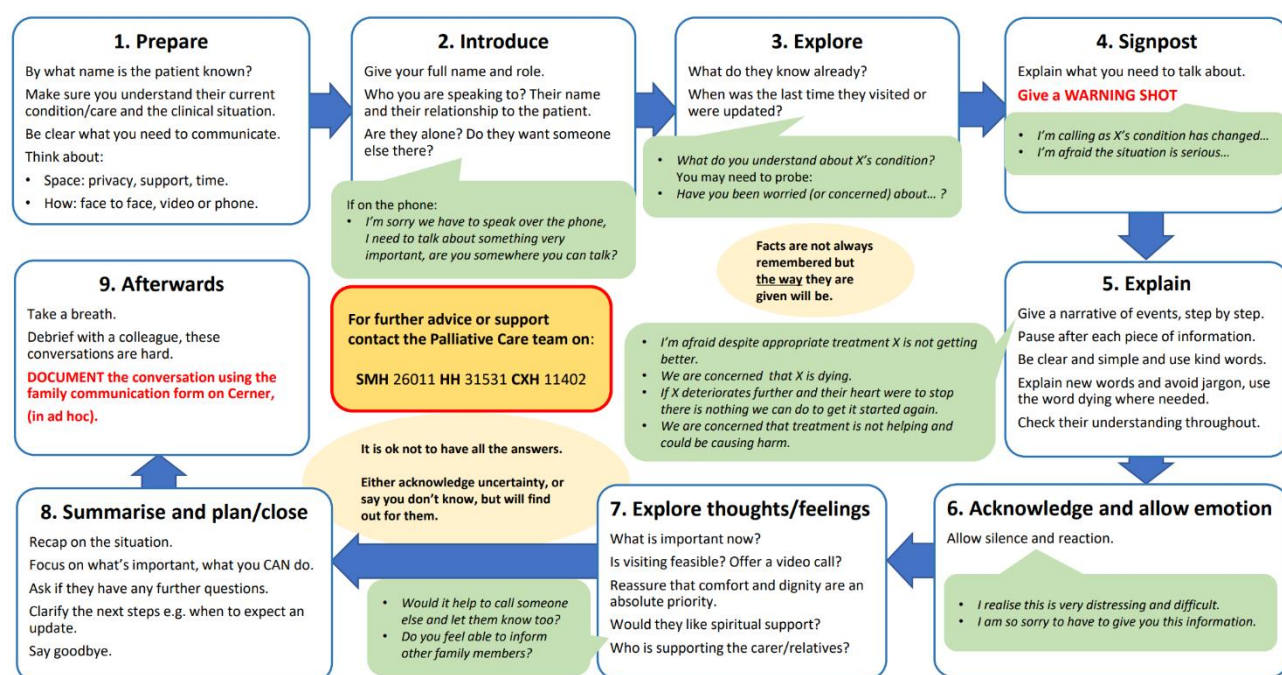 1. Prepare
By what name is the patient known?
Make sure you understand their current
condition/care and the clinical situation.
Be clear what you need to communicate.
Think about:
• Space: privacy, support, time.
• How: face to face, video or phone.
2. Introduce
Give your full name and role.
Who you are speaking to? Their name
and their relationship to the patient.
Are they alone? Do they want someone
else there?
If on the phone:
• I'm sorry we have to speak over the phone,
I need to talk about something very
important, are you somewhere you can talk?
3. Explore
What do they know already?
When was the last time they visited or
were updated?
• What do you understand about X's condition?
You may need to probe:
• Have you been worried (or concerned) about… ?
4. Signpost
Explain what you need to talk about.
Give a WARNING SHOT
• I'm calling as X's condition has changed…
• I'm afraid the situation is serious…
Facts are not always
remembered but
the way they are
given will be.
5. Explain
Give a narrative of events, step by step.
Pause after each piece of information.
Be clear and simple and use kind words.
Explain new words and avoid jargon, use
the word dying where needed.
Check their understanding throughout.
• I'm afraid despite appropriate treatment X is not getting
better.
• We are concerned that X is dying.
• If X deteriorates further and their heart were to stop
there is nothing we can do to get it started again.
• We are concerned that treatment is not helping and
could be causing harm.
For further advice or support
contact the Palliative Care team on:
SMH 26011 HH 31531 CXH 11402
6. Acknowledge and allow emotion
Allow silence and reaction.
• I realise this is very distressing and difficult.
• I am so sorry to have to give you this information.
7. Explore thoughts/feelings
What is important now?
Is visiting feasible? Offer a video call?
Reassure that comfort and dignity are an
absolute priority.
Would they like spiritual support?
Who is supporting the carer/relatives?
• Would it help to call someone
else and let them know too?
• Do you feel able to inform
other family members?
It is ok not to have all the answers.
Either acknowledge uncertainty, or
say you don't know, but will find
out for them.
8. Summarise and plan/close
Recap on the situation.
Focus on what's important, what you CAN do.
Ask if they have any further questions.
Clarify the next steps e.g. when to expect an
update.
Say goodbye.
9. Afterwards
Take a breath.
Debrief with a colleague, these
conversations are hard.
DOCUMENT the conversation using the
family communication form on Cerner,
(in ad hoc).